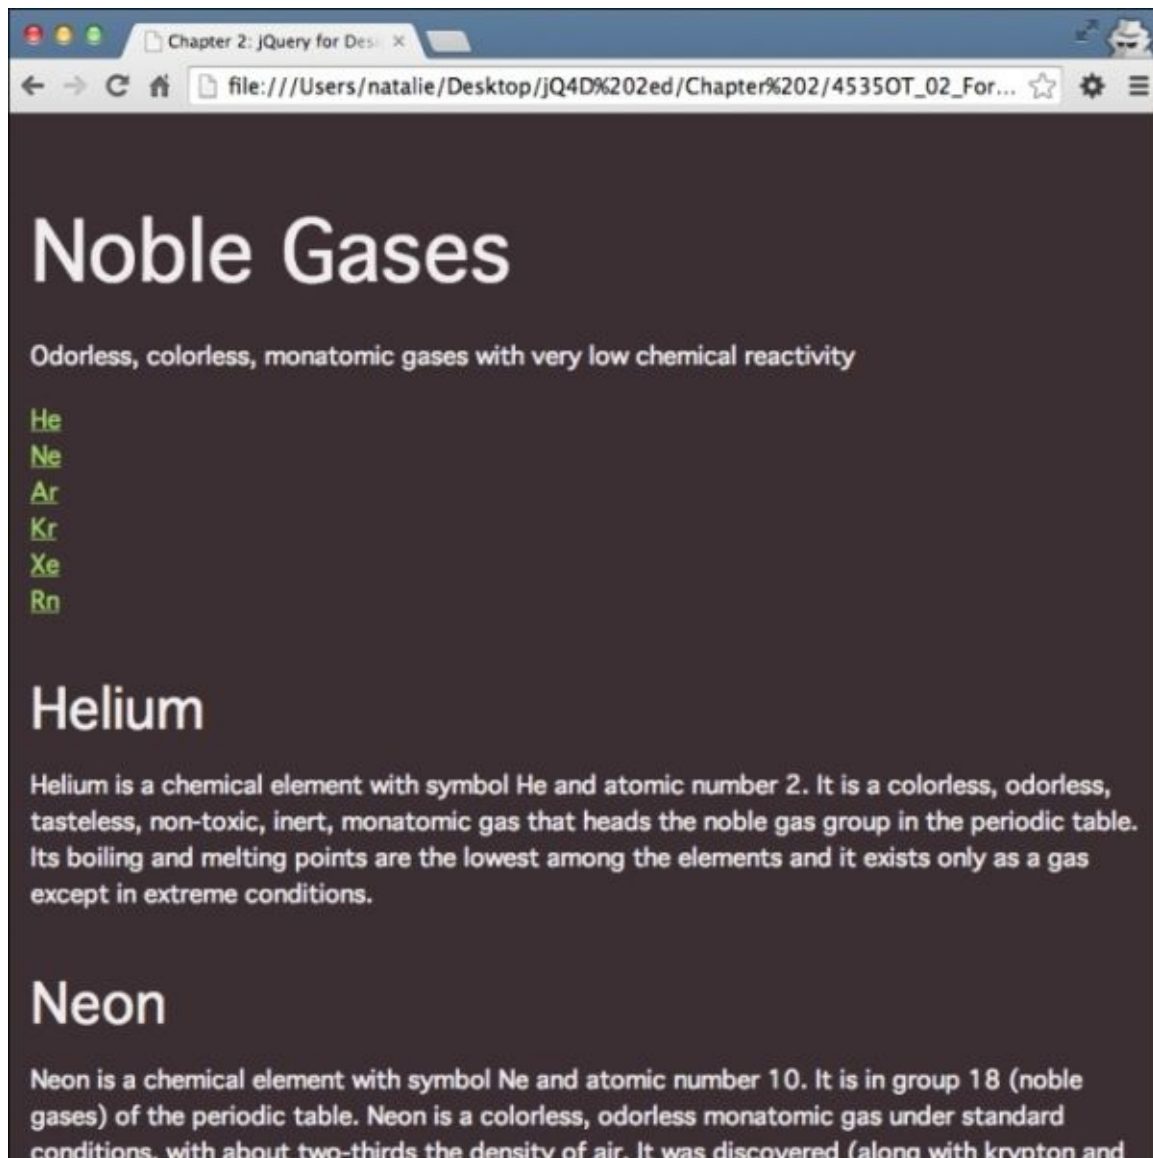 Chapter 2: jQuery for Des
file:///Users/natalie/Desktop/jQ4D%202ed/Chapter%202/4535OT_02_For...
Noble Gases
Odorless, colorless, monatomic gases with very low chemical reactivity
He
Ne
Ar
Kr
Xe
Rn
Helium
Helium is a chemical element with symbol He and atomic number 2. It is a colorless, odorless,
tasteless, non-toxic, inert, monatomic gas that heads the noble gas group in the periodic table.
Its boiling and melting points are the lowest among the elements and it exists only as a gas
except in extreme conditions.
Neon
Neon is a chemical element with symbol Ne and atomic number 10. It is in group 18 (noble
gases) of the periodic table. Neon is a colorless, odorless monatomic gas under standard
conditions, with about two-thirds the density of air. It was discovered (along with krypton and